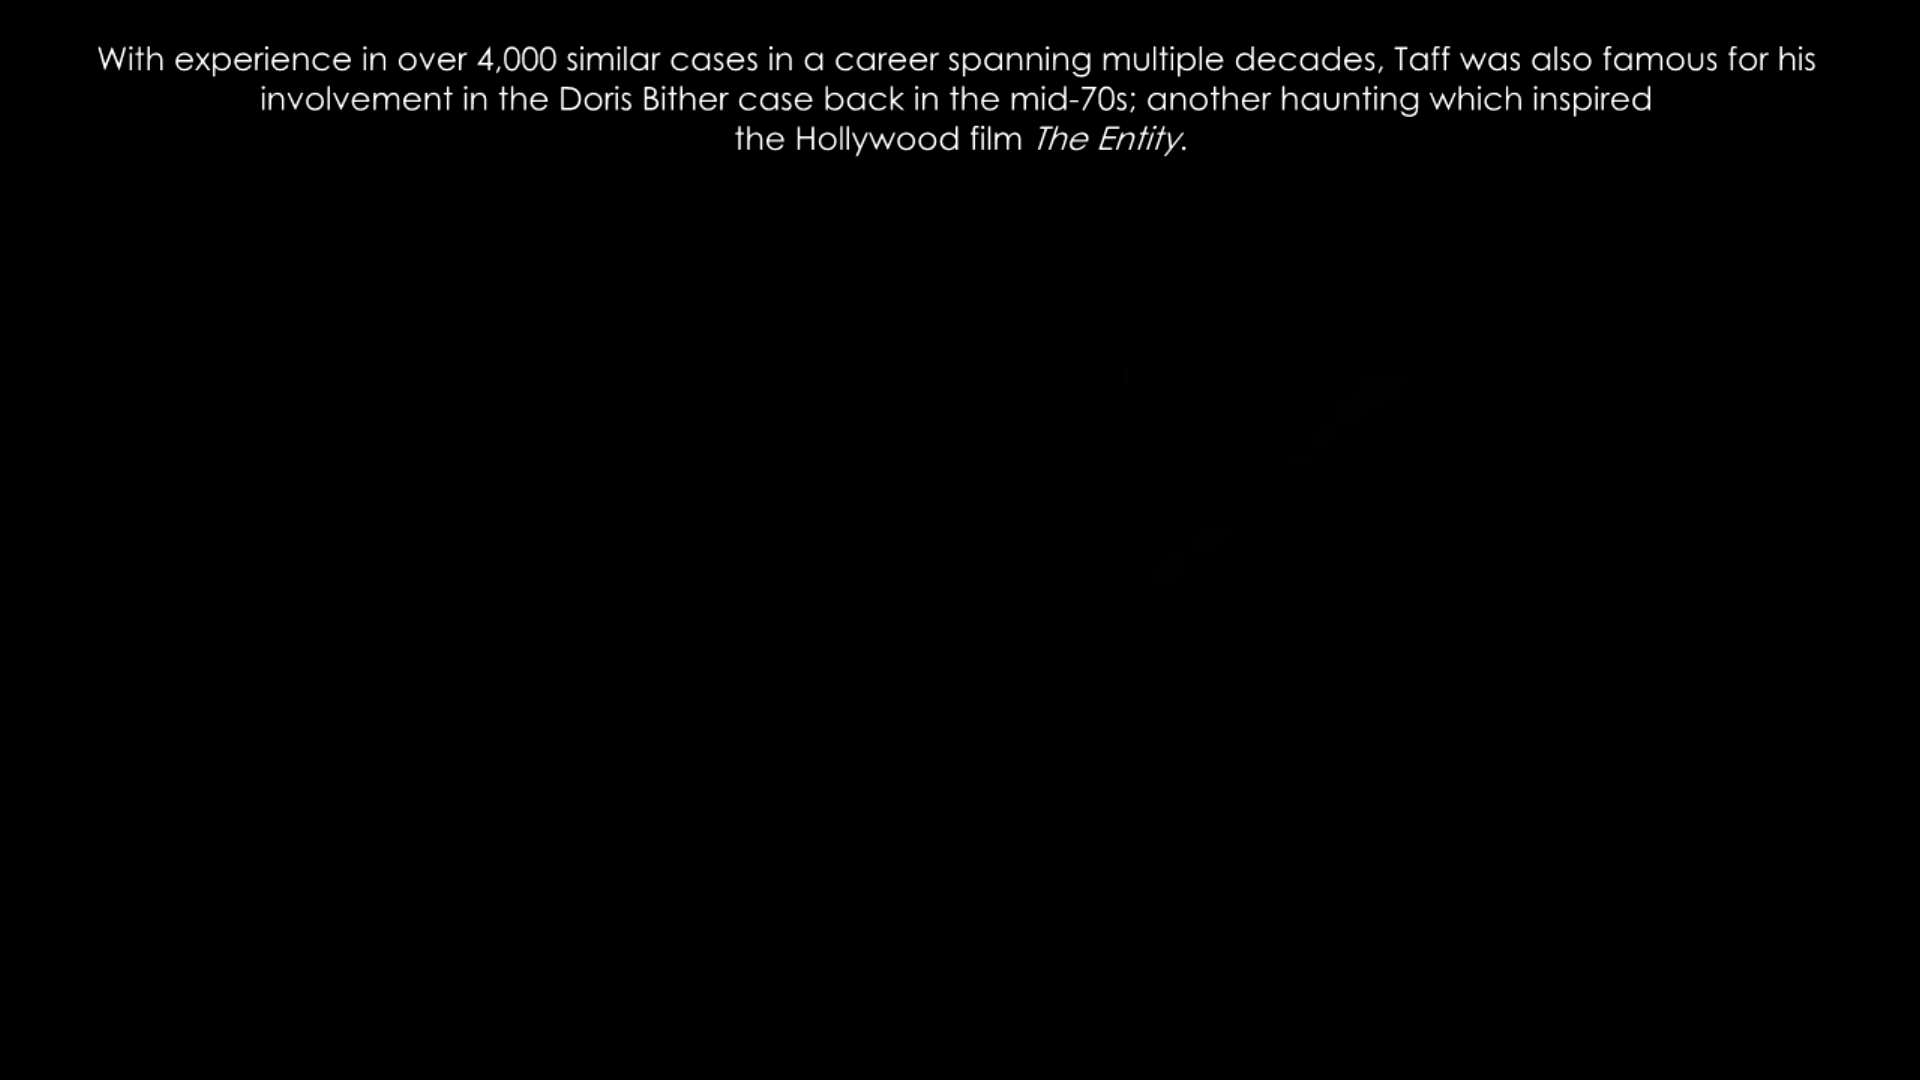 With experience in over 4,000 similar cases in a career spanning multiple decades, Taff was also famous for his
involvement in the Doris Bither case back in the mid-70s; another haunting which inspired
the Hollywood film The Entity.